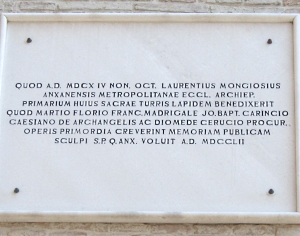 QUOD A.D. MDCX IV NON. OCT. LAURENTIUS MONGIOSIUS
ANXANENSIS METROPOLITANAE ECCL. ARCHIEP.
PRIMARIUM HUIUS SACRAE TURRIS LAPIDEM BENEDIXERIT
QUOD MARTIO FLORIO FRANC. MADRIGALE JO.BAPT. CARINCIO
CAESIANO DE ARCHANGELIS AC DIOMEDE CERUCIO PROCUR.
OPERIS PRIMORDIA CREVERINT MEMORIAM PUBLICAM
SCULPI S.P.Q.ANX. VOLUIT A.D. MDCCLII